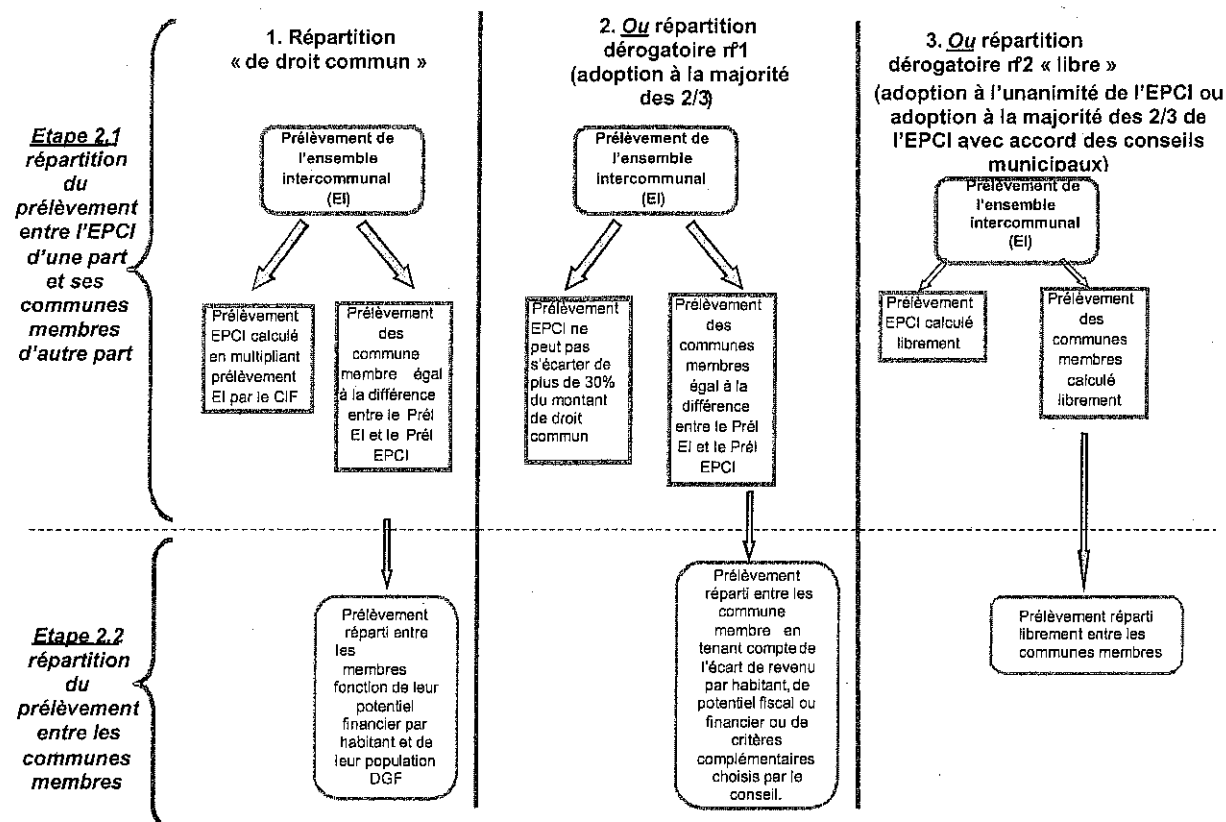 1. Répartition
« de droit commun »
2. Ou répartition
dérogatoire n°1
(adoption à la majorité
des 2/3)
3. Ou répartition
dérogatoire n°2 « libre »
(adoption à l'unanimité de l'EPCI ou
adoption à la majorité des 2/3 de
l'EPCI avec accord des conseils
municipaux)
Etape 2.1
répartition
du
prélèvement
entre l'EPCI
d'une part
et ses
communes
membres
d'autre part
Prélèvement de
l'ensemble
intercommunal
(EI)
Prélèvement
EPCI calculé
en multipliant
prélèvement
EI par le CIF
Prélèvement
des
commune
membre égal
à la différence
entre le Prél
EI et le Prél
EPCI
Prélèvement de
l'ensemble
intercommunal
(EI)
Prélèvement
EPCI ne
peut pas
s'écarter de
plus de 30%
du montant
de droit
commun
Prélèvement
des
communes
membres
égal à la
différence
entre le Prél
EI et le Prél
EPCI
Prélèvement de
l'ensemble
intercommunal
(EI)
Prélèvement
EPCI calculé
librement
Prélèvement
des
communes
membres
calculé
librement
Etape 2.2
répartition
du
prélèvement
entre les
communes
membres
Prélèvement
réparti entre
les
membres
fonction de leur
potentiel
financier par
habitant et de
leur population
DGF
Prélèvement
réparti entre les
commune
membre en
tenant compte de
l'écart de revenu
par habitant, de
potentiel fiscal ou
financier ou de
critères
complémentaires
choisis par le
conseil.
Prélèvement réparti
librement entre les
communes membres